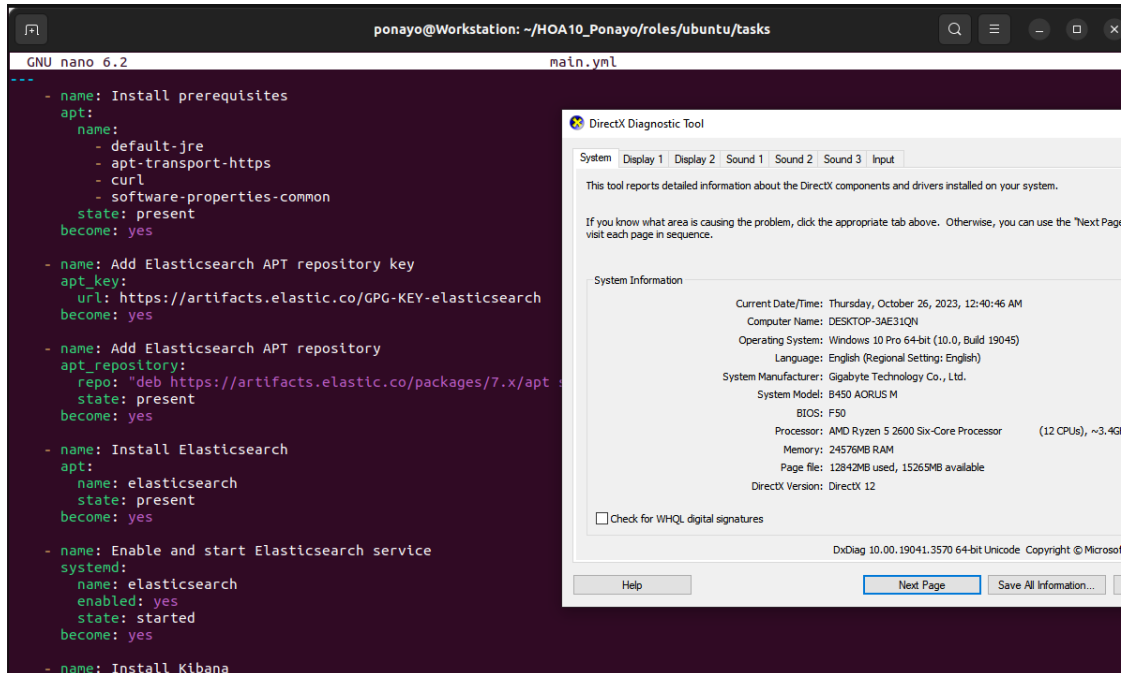 ponayo@Workstation: ~/HOA10_Ponayo/roles/ubuntu/tasks
GNU nano 6.2 main.yml
---
- name: Install prerequisites
apt:
name:
- default-jre
- apt-transport-https
- curl
- software-properties-common
state: present
become: yes
- name: Add Elasticsearch APT repository key
apt_key:
url: https://artifacts.elastic.co/GPG-KEY-elasticsearch
become: yes
- name: Add Elasticsearch APT repository
apt_repository:
repo: "deb https://artifacts.elastic.co/packages/7.x/apt
state: present
become: yes
- name: Install Elasticsearch
apt:
name: elasticsearch
state: present
become: yes
- name: Enable and start Elasticsearch service
systemd:
name: elasticsearch
enabled: yes
state: started
become: yes
- name: Install Kibana
DirectX Diagnostic Tool
System Display 1 Display 2 Sound 1 Sound 2 Sound 3 Input
This tool reports detailed information about the DirectX components and drivers installed on your system.
If you know what area is causing the problem, click the appropriate tab above. Otherwise, you can use the "Next Page
visit each page in sequence.
System Information
Current Date/Time: Thursday, October 26, 2023, 12:40:46 AM
Computer Name: DESKTOP-3AE31QN
Operating System: Windows 10 Pro 64-bit (10.0, Build 19045)
Language: English (Regional Setting: English)
System Manufacturer: Gigabyte Technology Co., Ltd.
System Model: B450 AORUS M
BIOS: F50
Processor: AMD Ryzen 5 2600 Six-Core Processor (12 CPUs), ~3.4G
Memory: 24576MB RAM
Page file: 12842MB used, 15265MB available
DirectX Version: DirectX 12
Check for WHQL digital signatures
DxDiag 10.00.19041.3570 64-bit Unicode Copyright © Microsof
Help Next Page Save All Information...